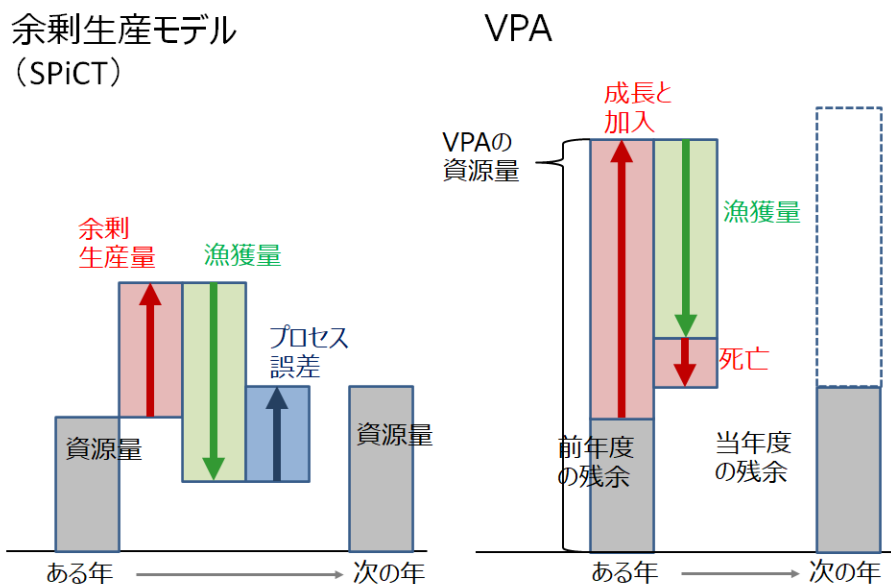 余剰生産モデル
（SPiCT）
余剰
生産量
漁獲量
プロセス
誤差
資源量
資源量
ある年
次の年
VPA
成長と
加入
VPAの
資源量
漁獲量
死亡
前年度
の残余
当年度
の残余
ある年
次の年